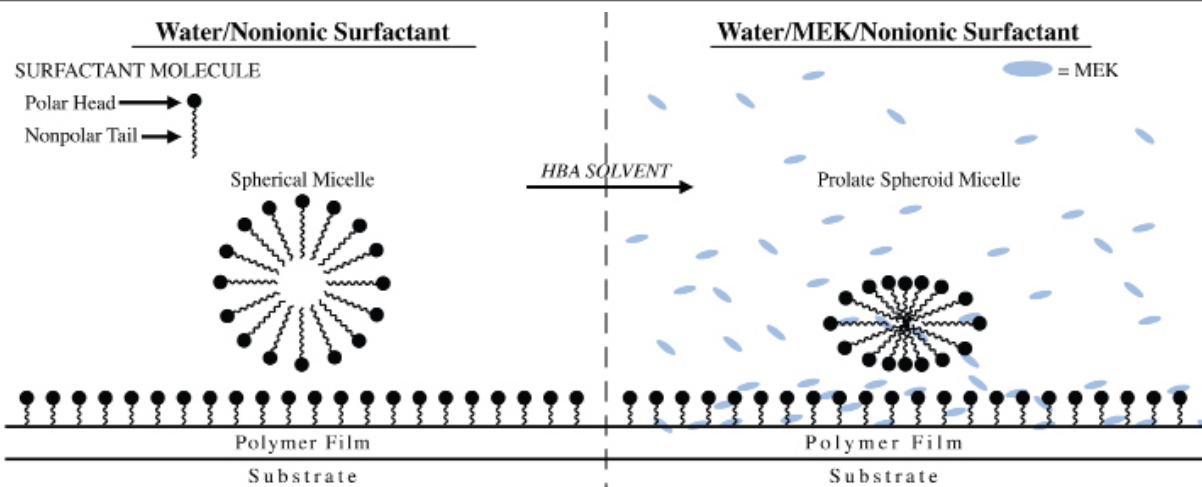 Water/Nonionic Surfactant
SURFACTANT MOLECULE
Polar Head
Nonpolar Tail
Spherical Micelle
HBA SOLVENT
Water/MEK/Nonionic Surfactant
= MEK
Prolate Spheroid Micelle
Polymer Film
Substrate
Polymer Film
Substrate